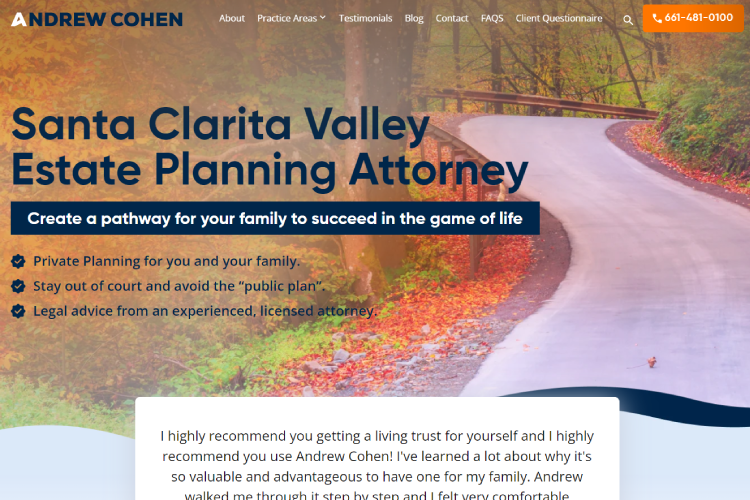 ANDREW COHEN
About Practice Areas Testimonials Blog Contact FAQS Client Questionnaire 661-481-0100
Santa Clarita Valley
Estate Planning Attorney
Create a pathway for your family to succeed in the game of life
Private Planning for you and your family.
Stay out of court and avoid the “public plan”.
Legal advice from an experienced, licensed attorney.
I highly recommend you getting a living trust for yourself and I highly
recommend you use Andrew Cohen! I've learned a lot about why it's
so valuable and advantageous to have one for my family. Andrew
walked me through it step by step and I felt very comfortable